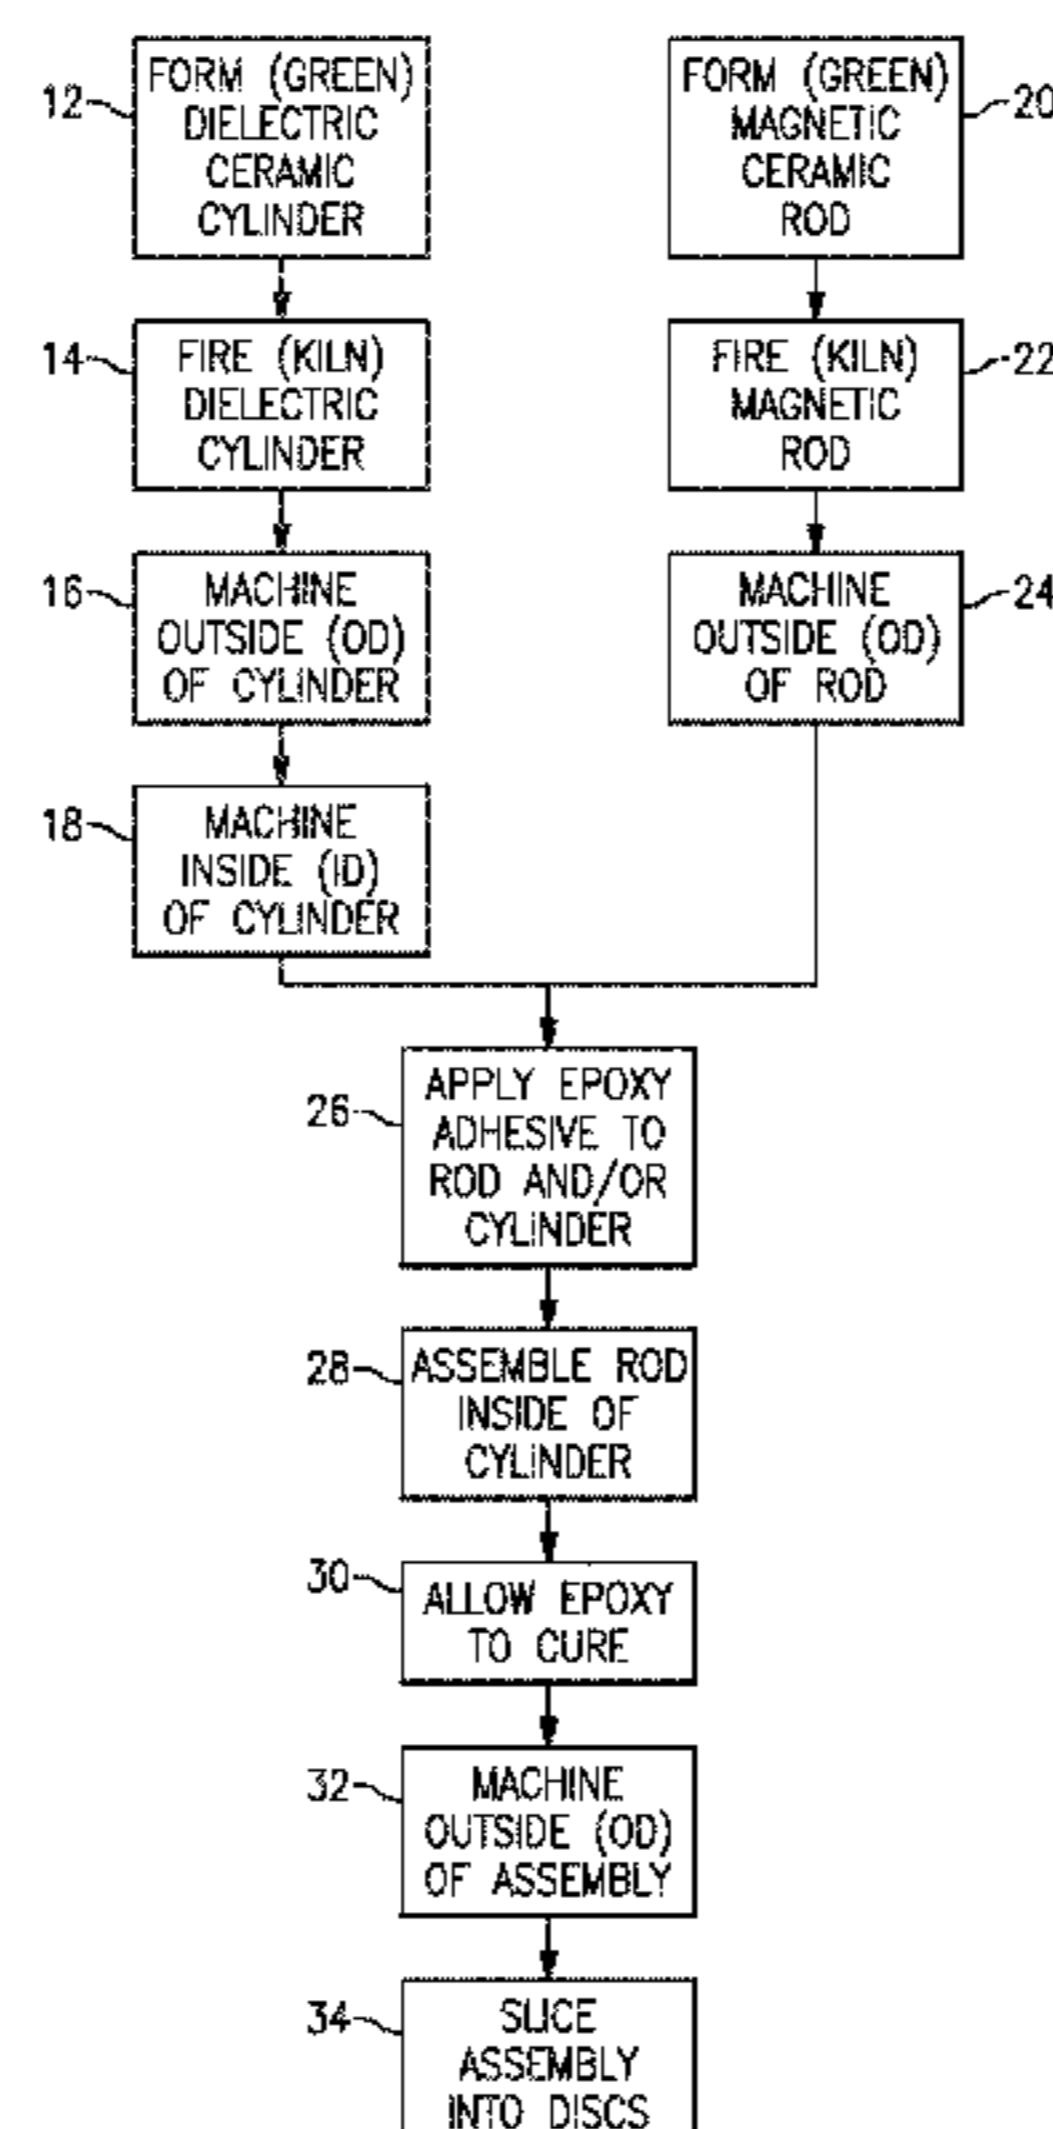 12
FORM (GREEN)
DIELECTRIC
CERAMIC
CYLINDER
14
FIRE (KILN)
DIELECTRIC
CYLINDER
16
MACHINE
OUTSIDE (OD)
OF CYLINDER
18
MACHINE
INSIDE (ID)
OF CYLINDER
FORM (GREEN)
MAGNETIC
CERAMIC
ROD
20
FIRE (KILN)
MAGNETIC
ROD
22
MACHINE
OUTSIDE (OD)
OF ROD
24
26
APPLY EPOXY
ADHESIVE TO
ROD AND/OR
CYLINDER
28
ASSEMBLE ROD
INSIDE OF
CYLINDER
30
ALLOW EPOXY
TO CURE
32
MACHINE
OUTSIDE (OD)
OF ASSEMBLY
34
SLICE
ASSEMBLY
INTO DISCS